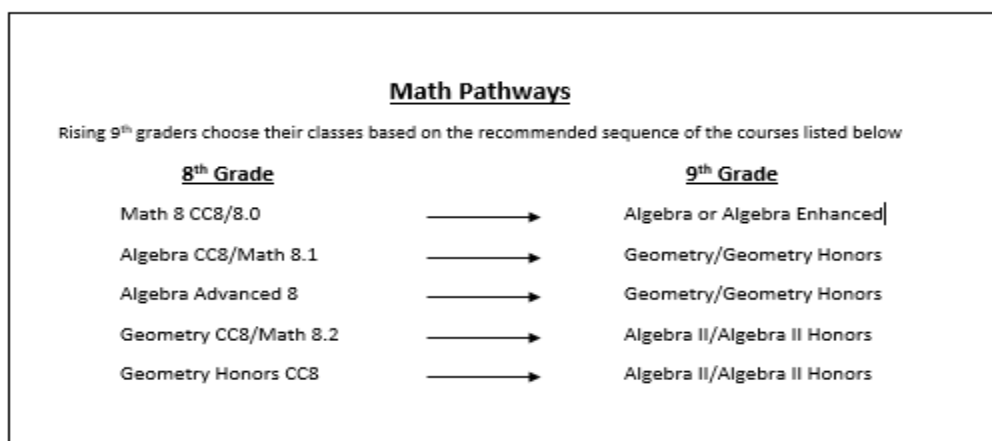 Math Pathways
Rising 9th graders choose their classes based on the recommended sequence of the courses listed below
8th Grade 9th Grade
Math 8 CC8/8.0 Algebra or Algebra Enhanced
Algebra CC8/Math 8.1 Geometry/Geometry Honors
Algebra Advanced 8 Geometry/Geometry Honors
Geometry CC8/Math 8.2 Algebra II/Algebra II Honors
Geometry Honors CC8 Algebra II/Algebra II Honors